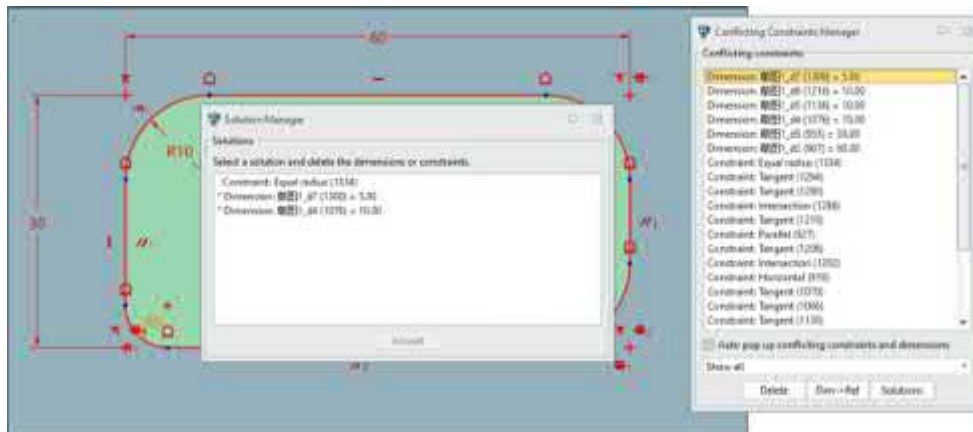 60
R10
30
Solution Manager
Solutions
Select a solution and delete the dimensions or constraints.
Constraint: Equal radius (1534)
* Dimension: 草图1_d7 (1300) = 5.00
* Dimension: 草图1_d4 (1076) = 10.00
Conflicting Constraints Manager
Conflicting constraints
Dimension: 草图1_d7 (1300) = 5.00
Dimension: 草图1_d6 (1216) = 10.00
Dimension: 草图1_d5 (1136) = 10.00
Dimension: 草图1_d4 (1076) = 10.00
Dimension: 草图1_d3 (955) = 30.00
Dimension: 草图1_d2 (907) = 60.00
Constraint: Equal radius (1534)
Constraint: Tangent (1294)
Constraint: Tangent (1290)
Constraint: Intersection (1286)
Constraint: Tangent (1210)
Constraint: Parallel (927)
Constraint: Tangent (1206)
Constraint: Intersection (1202)
Constraint: Horizontal (919)
Constraint: Tangent (1070)
Constraint: Tangent (1066)
Constraint: Tangent (1130)
Auto pop up conflicting constraints and dimensions
Show all
Delete
Dim->Ref
Solutions